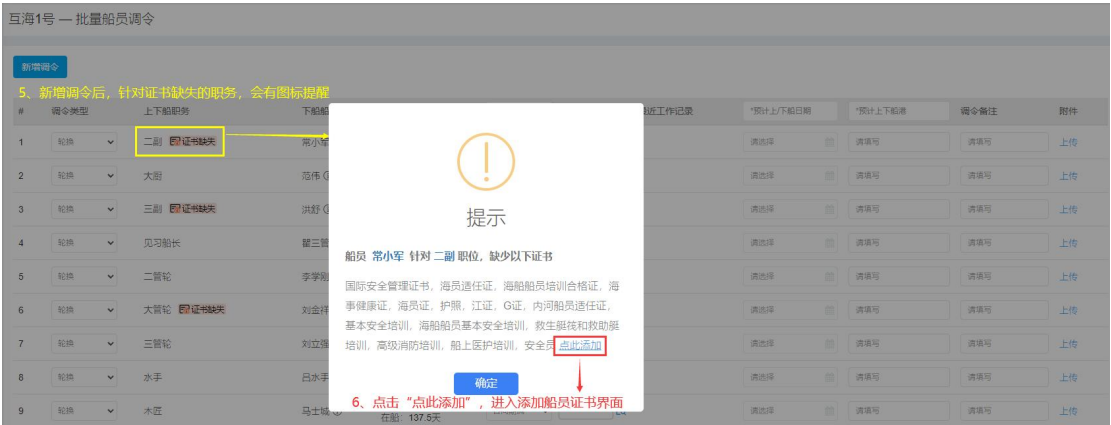 互海1号 — 批量船员调令
新增调令
5、新增调令后，针对证书缺失的职务，会有图标提醒
# 调令类型 上下船职务 下船船 近工作记录 *预计上/下船日期 *预计上下船港 调令备注 附件
1 轮换 二副 证书缺失 常小军 请选择 请填写 请填写 上传
2 轮换 大厨 范伟 请选择 请填写 请填写 上传
3 轮换 三副 证书缺失 洪舒 请选择 请填写 请填写 上传
4 轮换 见习船长 瞿三管 请选择 请填写 请填写 上传
5 轮换 二管轮 李学刚 请选择 请填写 请填写 上传
6 轮换 大管轮 证书缺失 刘金祥 请选择 请填写 请填写 上传
7 轮换 三管轮 刘立强 请选择 请填写 请填写 上传
8 轮换 水手 吕水手 请选择 请填写 请填写 上传
9 轮换 木匠 马士 在船：137.5天 请选择 请填写 请填写 上传
提示
船员 常小军 针对 二副 职位，缺少以下证书
国际安全管理证书，海员适任证，海船船员培训合格证，海
事健康证，海员证，护照，江证，G证，内河船员适任证，
基本安全培训，海船船员基本安全培训，救生艇筏和救助艇
培训，高级消防培训，船上医护培训，安全员 点此添加
确定
6、点击“点此添加”，进入添加船员证书界面